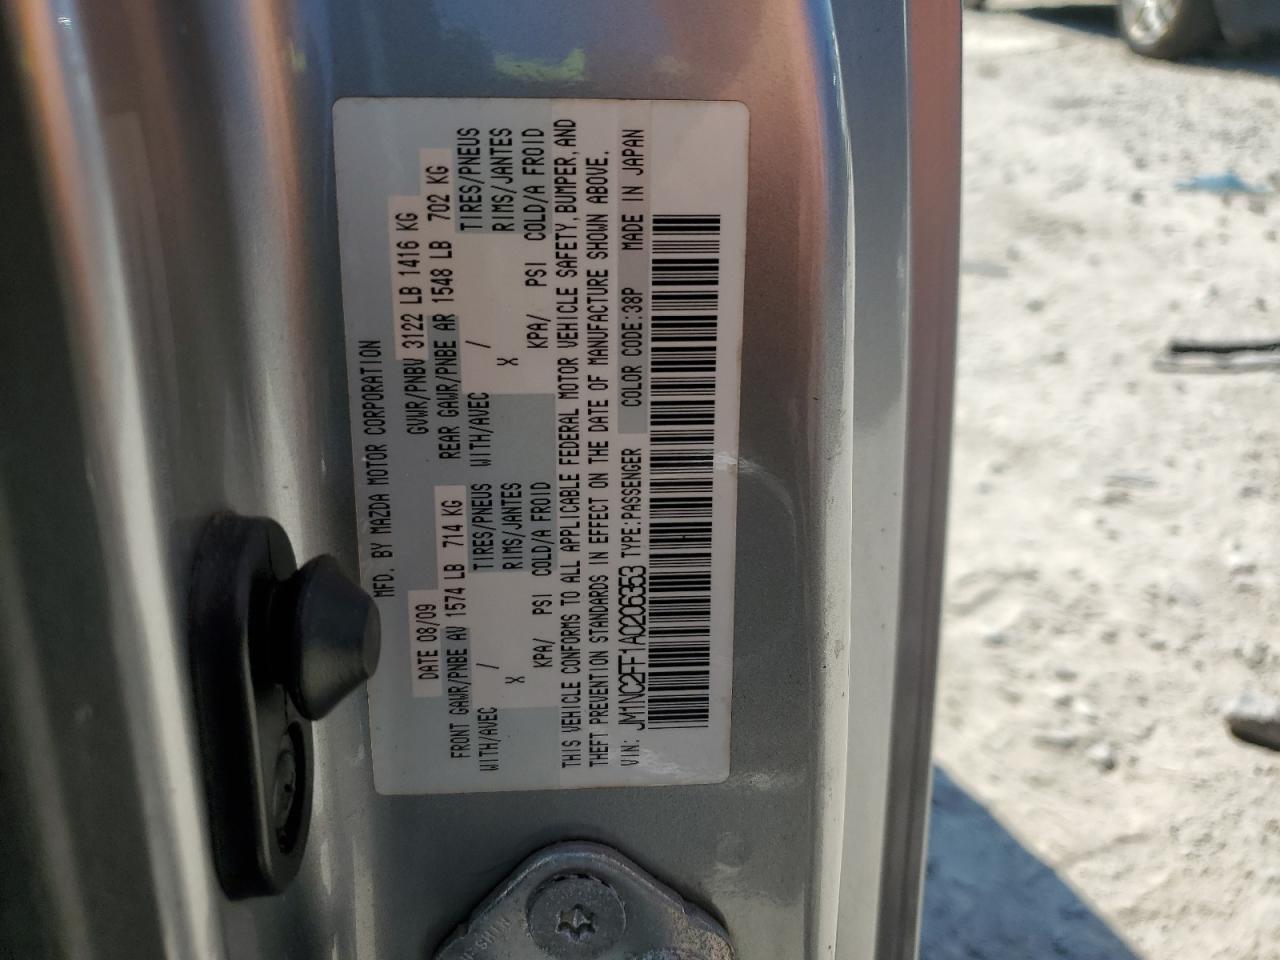 MFD. BY MAZDA MOTOR CORPORATION
DATE 08/09 GVWR/PNBV 3122 LB 1416 KG
FRONT GAWR/PNBE AV 1574 LB 714 KG REAR GAWR/PNBE AR 1548 LB 702 KG
WITH/AVEC / TIRES/PNEUS WITH/AVEC / TIRES/PNEUS
X RIMS/JANTES X RIMS/JANTES
KPA/ PSI COLD/A FROID KPA/ PSI COLD/A FROID
THIS VEHICLE CONFORMS TO ALL APPLICABLE FEDERAL MOTOR VEHICLE SAFETY, BUMPER, AND
THEFT PREVENTION STANDARDS IN EFFECT ON THE DATE OF MANUFACTURE SHOWN ABOVE.
VIN: JM1NC2FF1A0206353 TYPE:PASSENGER COLOR CODE:38P MADE IN JAPAN